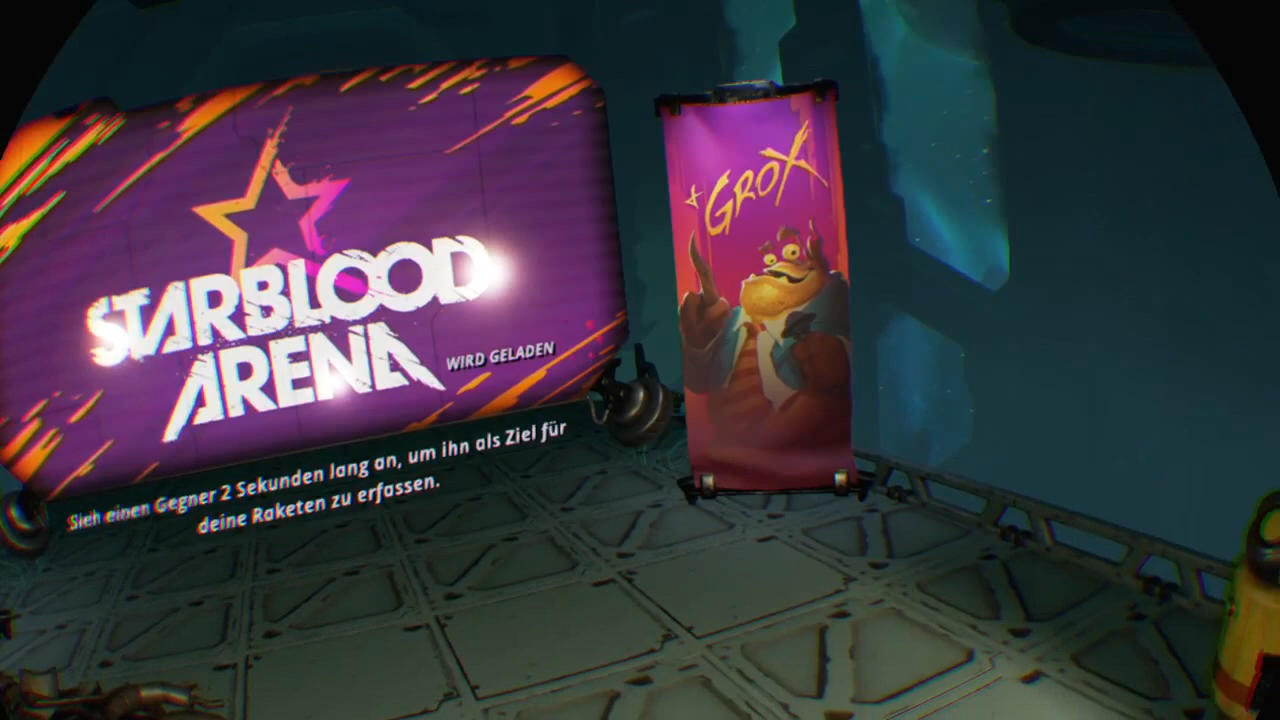 STARBLOOD
ARENA
WIRD GELADEN
Sieh einen Gegner 2 Sekunden lang an, um ihn als Ziel für
deine Raketen zu erfassen.
GROX